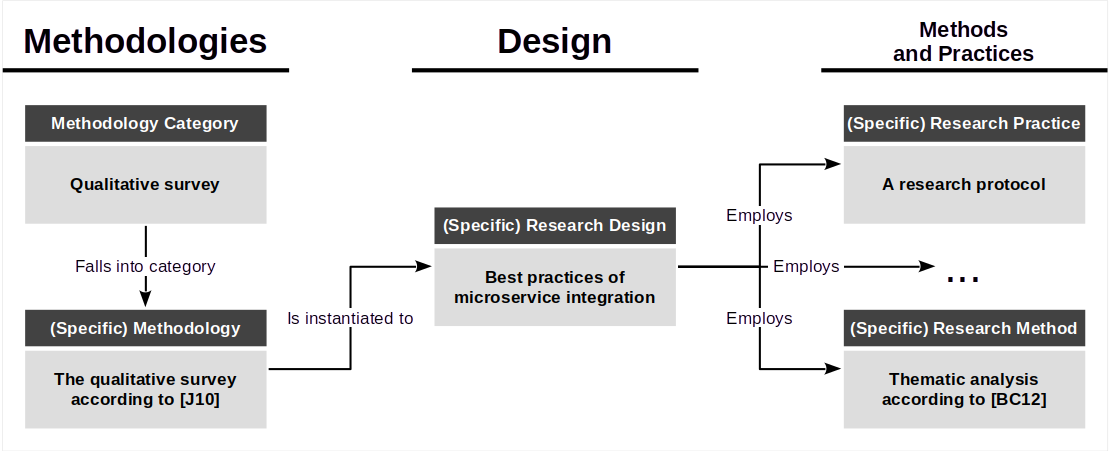 Methodologies
Design
Methods
and Practices
Methodology Category
Qualitative survey
Falls into category
(Specific) Methodology
The qualitative survey
according to [J10]
Is instantiated to
(Specific) Research Design
Best practices of
microservice integration
Employs
Employs
Employs
(Specific) Research Practice
A research protocol
...
(Specific) Research Method
Thematic analysis
according to [BC12]